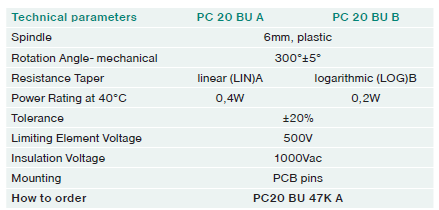 Technical parameters PC 20 BU A PC 20 BU B
Spindle 6mm, plastic
Rotation Angle- mechanical 300°±5°
Resistance Taper linear (LIN)A logarithmic (LOG)B
Power Rating at 40°C 0,4W 0,2W
Tolerance ±20%
Limiting Element Voltage 500V
Insulation Voltage 1000Vac
Mounting PCB pins
How to order PC20 BU 47K A